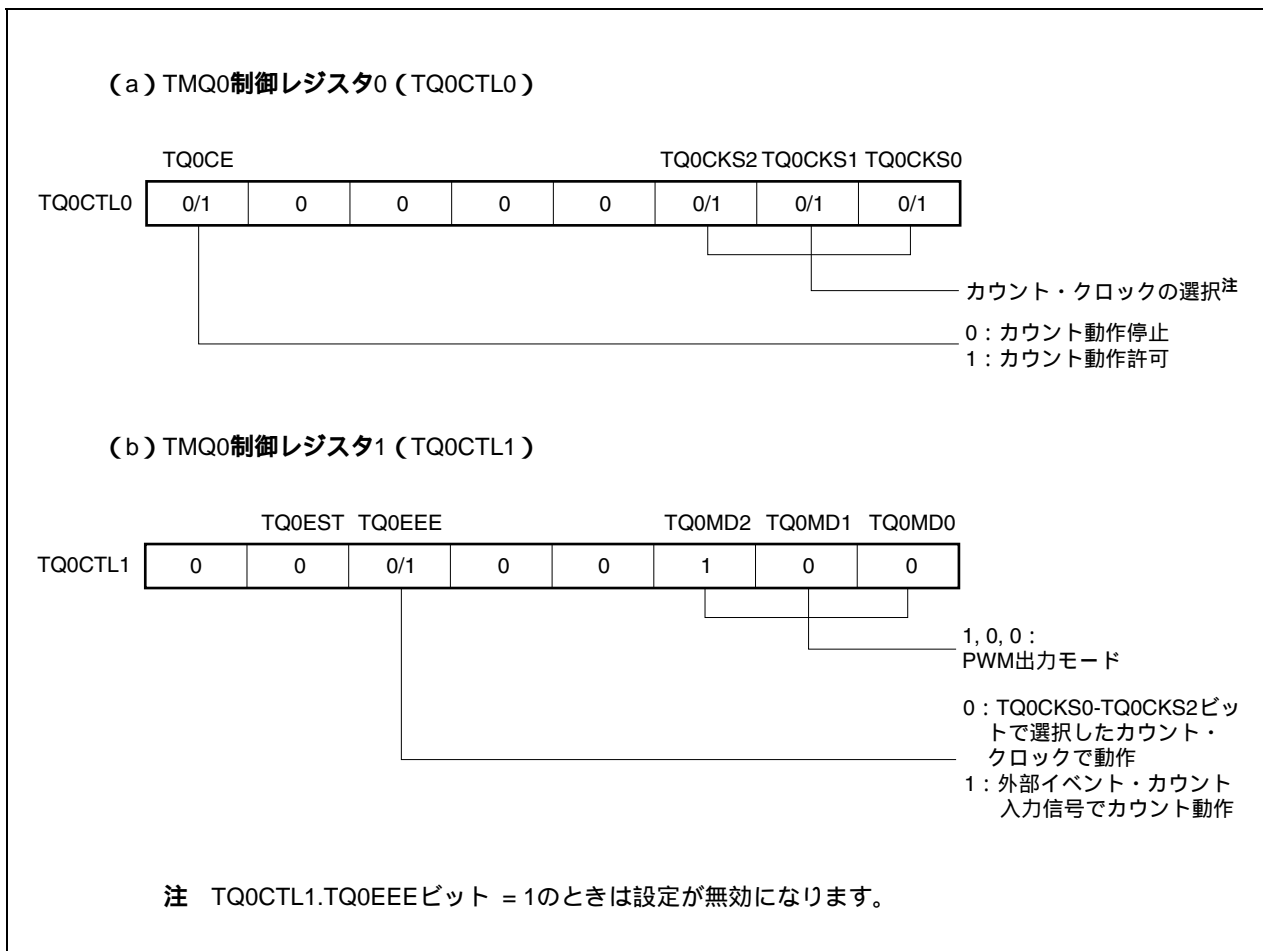 (a)TMQ0制御レジスタ0(TQ0CTL0)
TQ0CE TQ0CKS2 TQ0CKS1 TQ0CKS0
TQ0CTL0 0/1 0 0 0 0 0/1 0/1 0/1
カウント・クロックの選択注
0:カウント動作停止
1:カウント動作許可
(b)TMQ0制御レジスタ1(TQ0CTL1)
TQ0EST TQ0EEE TQ0MD2 TQ0MD1 TQ0MD0
TQ0CTL1 0 0 0/1 0 0 1 0 0
1, 0, 0:
PWM出力モード
0:TQ0CKS0-TQ0CKS2ビッ
トで選択したカウント・
クロックで動作
1:外部イベント・カウント
入力信号でカウント動作
注 TQ0CTL1.TQ0EEEビット = 1のときは設定が無効になります。